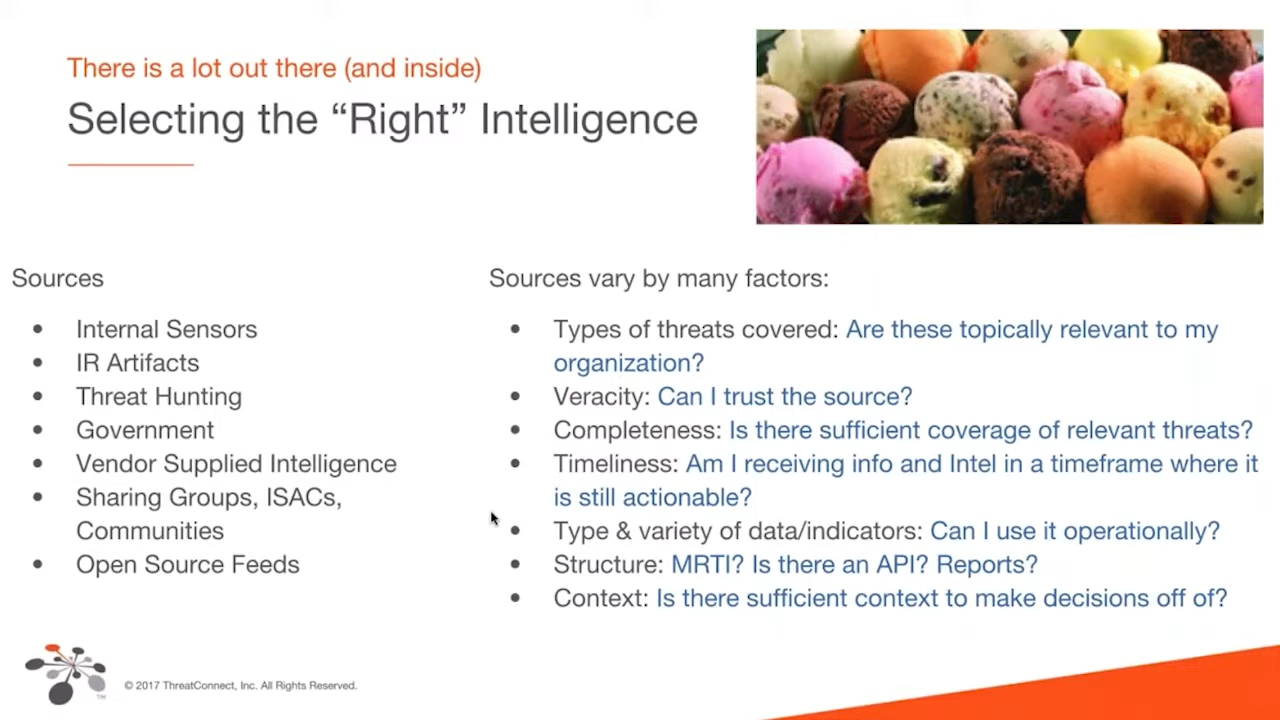 There is a lot out there (and inside)
Selecting the “Right” Intelligence
Sources
• Internal Sensors
• IR Artifacts
• Threat Hunting
• Government
• Vendor Supplied Intelligence
• Sharing Groups, ISACs,
Communities
• Open Source Feeds
Sources vary by many factors:
• Types of threats covered: Are these topically relevant to my
organization?
• Veracity: Can I trust the source?
• Completeness: Is there sufficient coverage of relevant threats?
• Timeliness: Am I receiving info and Intel in a timeframe where it
is still actionable?
• Type & variety of data/indicators: Can I use it operationally?
• Structure: MRTI? Is there an API? Reports?
• Context: Is there sufficient context to make decisions off of?
TM
© 2017 ThreatConnect, Inc. All Rights Reserved.